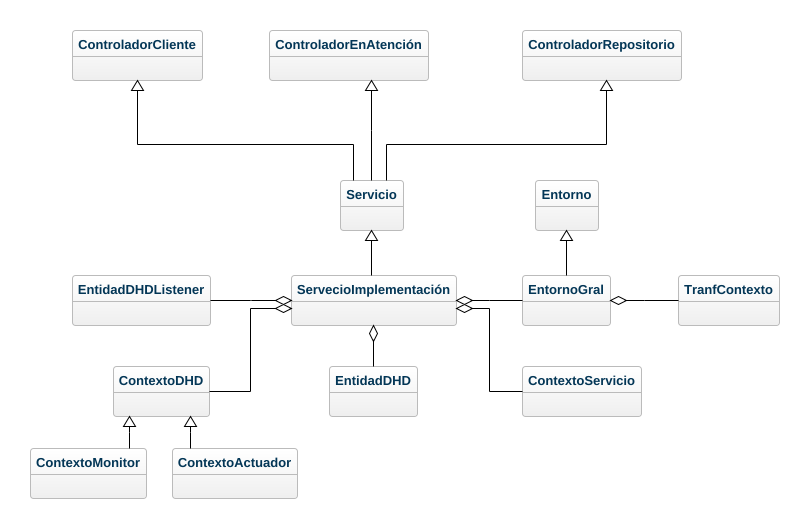 ControladorCliente
ControladorEnAtención
ControladorRepositorio
Servicio
Entorno
EntidadDHDListener
ServecioImplementación
EntornoGral
TranfContexto
ContextoDHD
EntidadDHD
ContextoServicio
ContextoMonitor
ContextoActuador